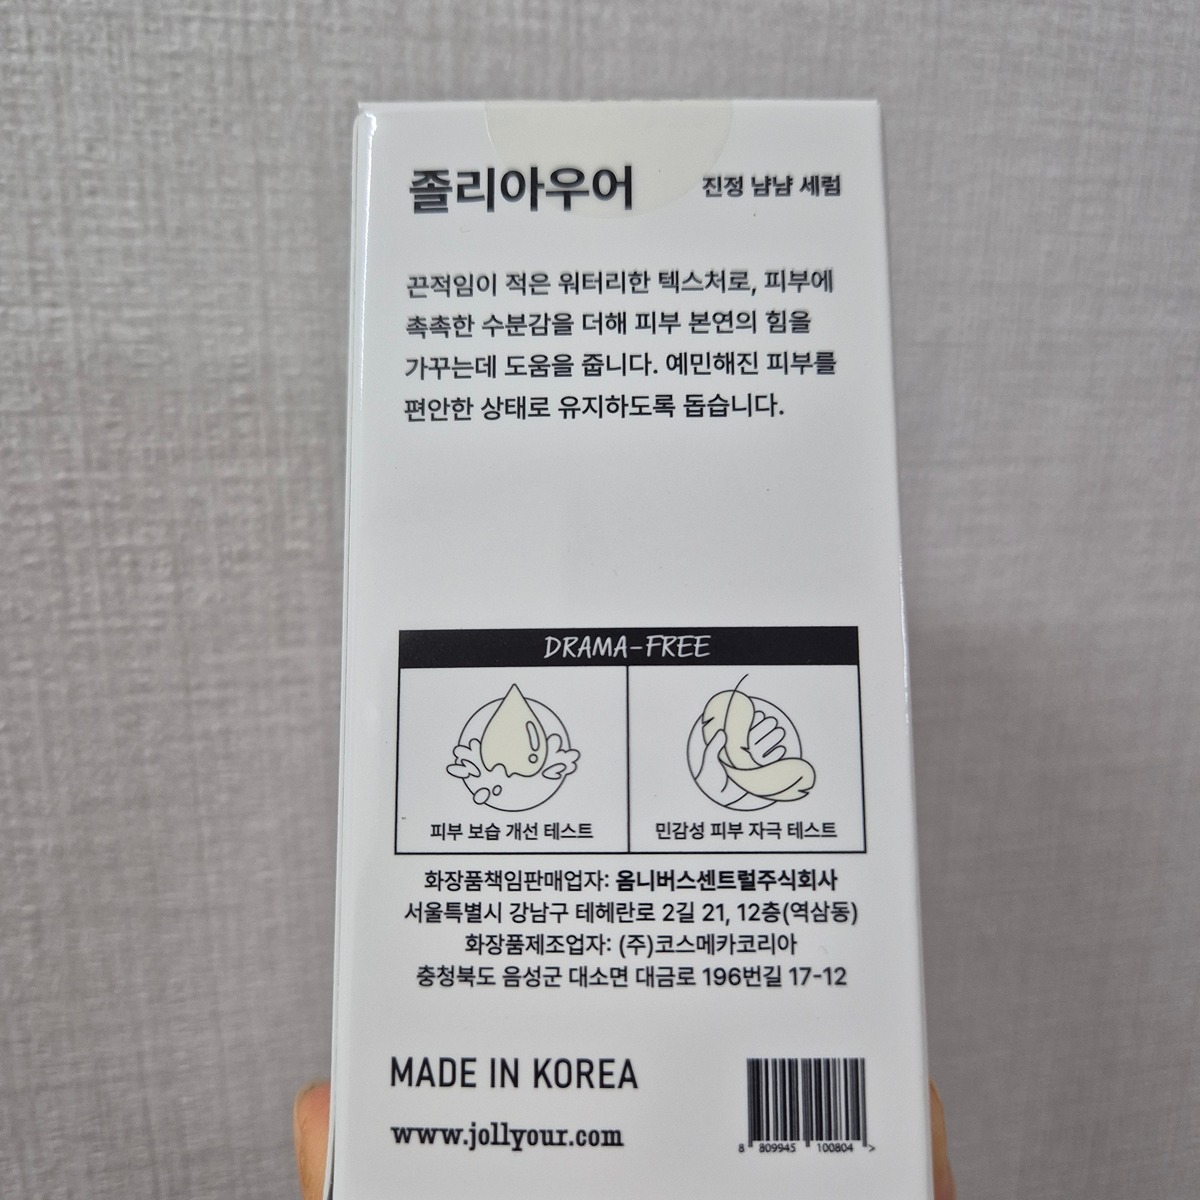 졸리아우어
진정 냠냠 세럼
끈적임이 적은 워터리한 텍스처로, 피부에
촉촉한 수분감을 더해 피부 본연의 힘을
가꾸는데 도움을 줍니다. 예민해진 피부를
편안한 상태로 유지하도록 돕습니다.
DRAMA-FREE
피부 보습 개선 테스트
민감성 피부 자극 테스트
화장품책임판매업자: 옴니버스센트럴주식회사
서울특별시 강남구 테헤란로 2길 21, 12층(역삼동)
화장품제조업자: (주)코스메카코리아
충청북도 음성군 대소면 대금로 196번길 17-12
MADE IN KOREA
www.jollyour.com
8 809945 100804 >